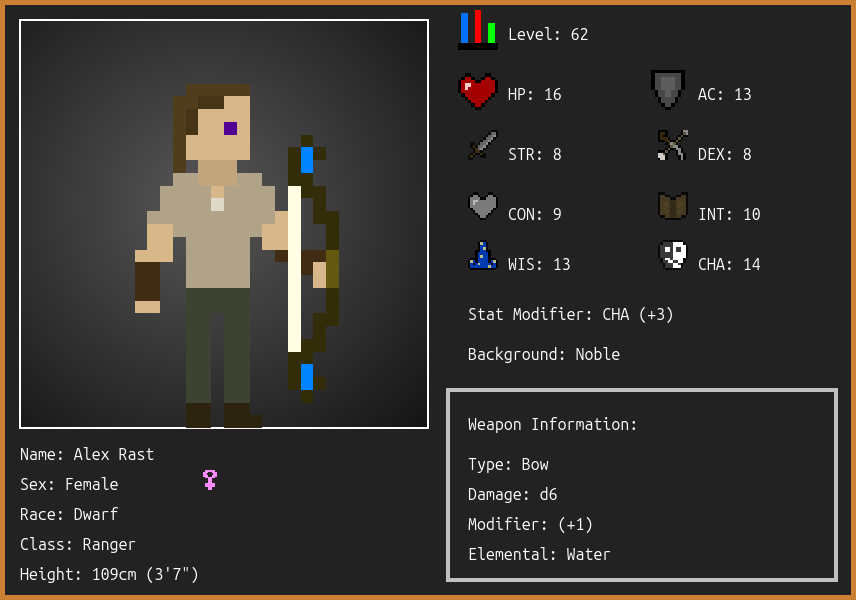 Level: 62
HP: 16
AC: 13
STR: 8
DEX: 8
CON: 9
INT: 10
WIS: 13
CHA: 14
Stat Modifier: CHA (+3)
Background: Noble
Weapon Information:
Type: Bow
Damage: d6
Modifier: (+1)
Elemental: Water
Name: Alex Rast
Sex: Female
Race: Dwarf
Class: Ranger
Height: 109cm (3'7")